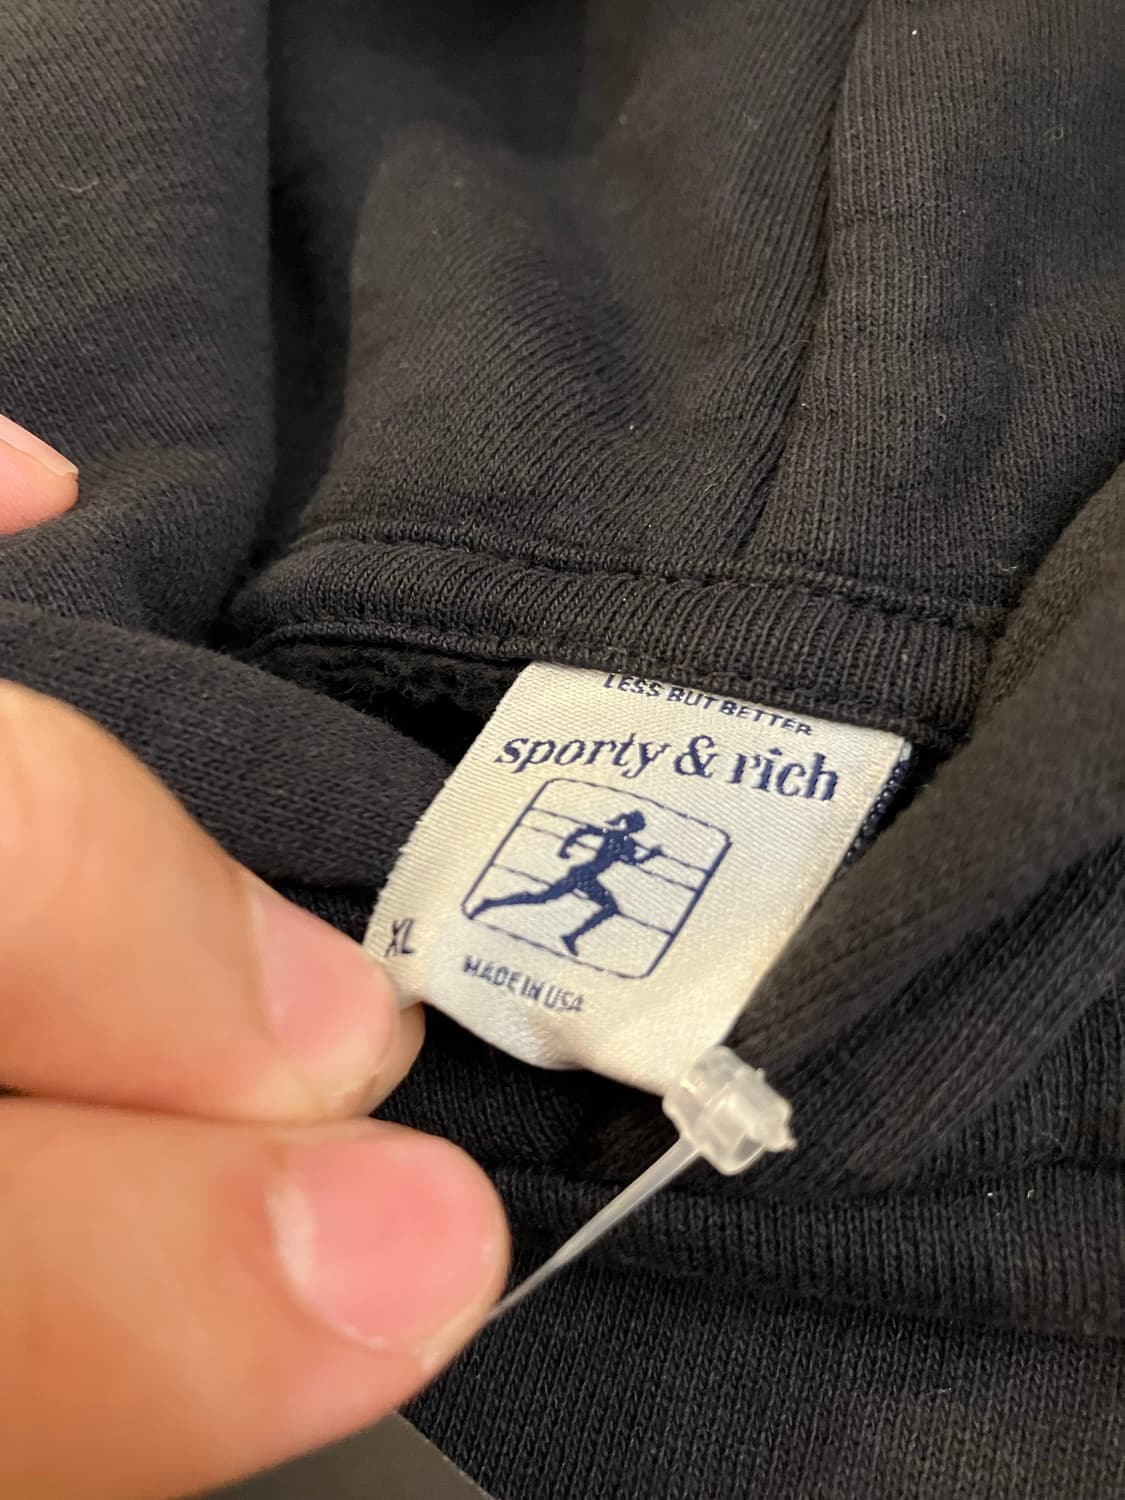 LESS BUT BETTER
sporty & rich
XL
MADE IN USA